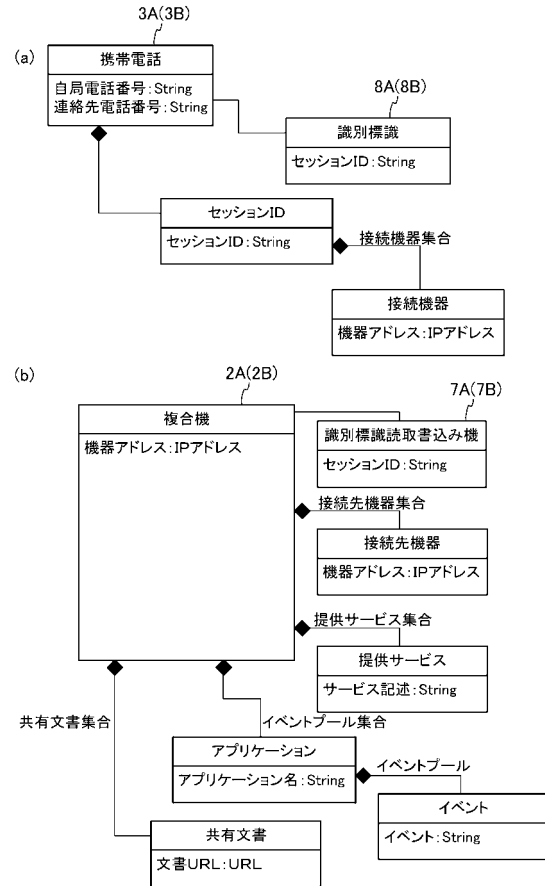 3A(3B)
(a)
携帯電話
自局電話番号:String
連絡先電話番号:String
8A(8B)
識別標識
セッションID:String
セッションID
セッションID:String
接続機器集合
接続機器
機器アドレス:IPアドレス
(b)
2A(2B)
7A(7B)
複合機
機器アドレス:IPアドレス
識別標識読取書込み機
セッションID:String
接続先機器集合
接続先機器
機器アドレス:IPアドレス
提供サービス集合
提供サービス
サービス記述:String
共有文書集合
イベントプール集合
アプリケーション
アプリケーション名:String
イベントプール
イベント
イベント:String
共有文書
文書URL:URL